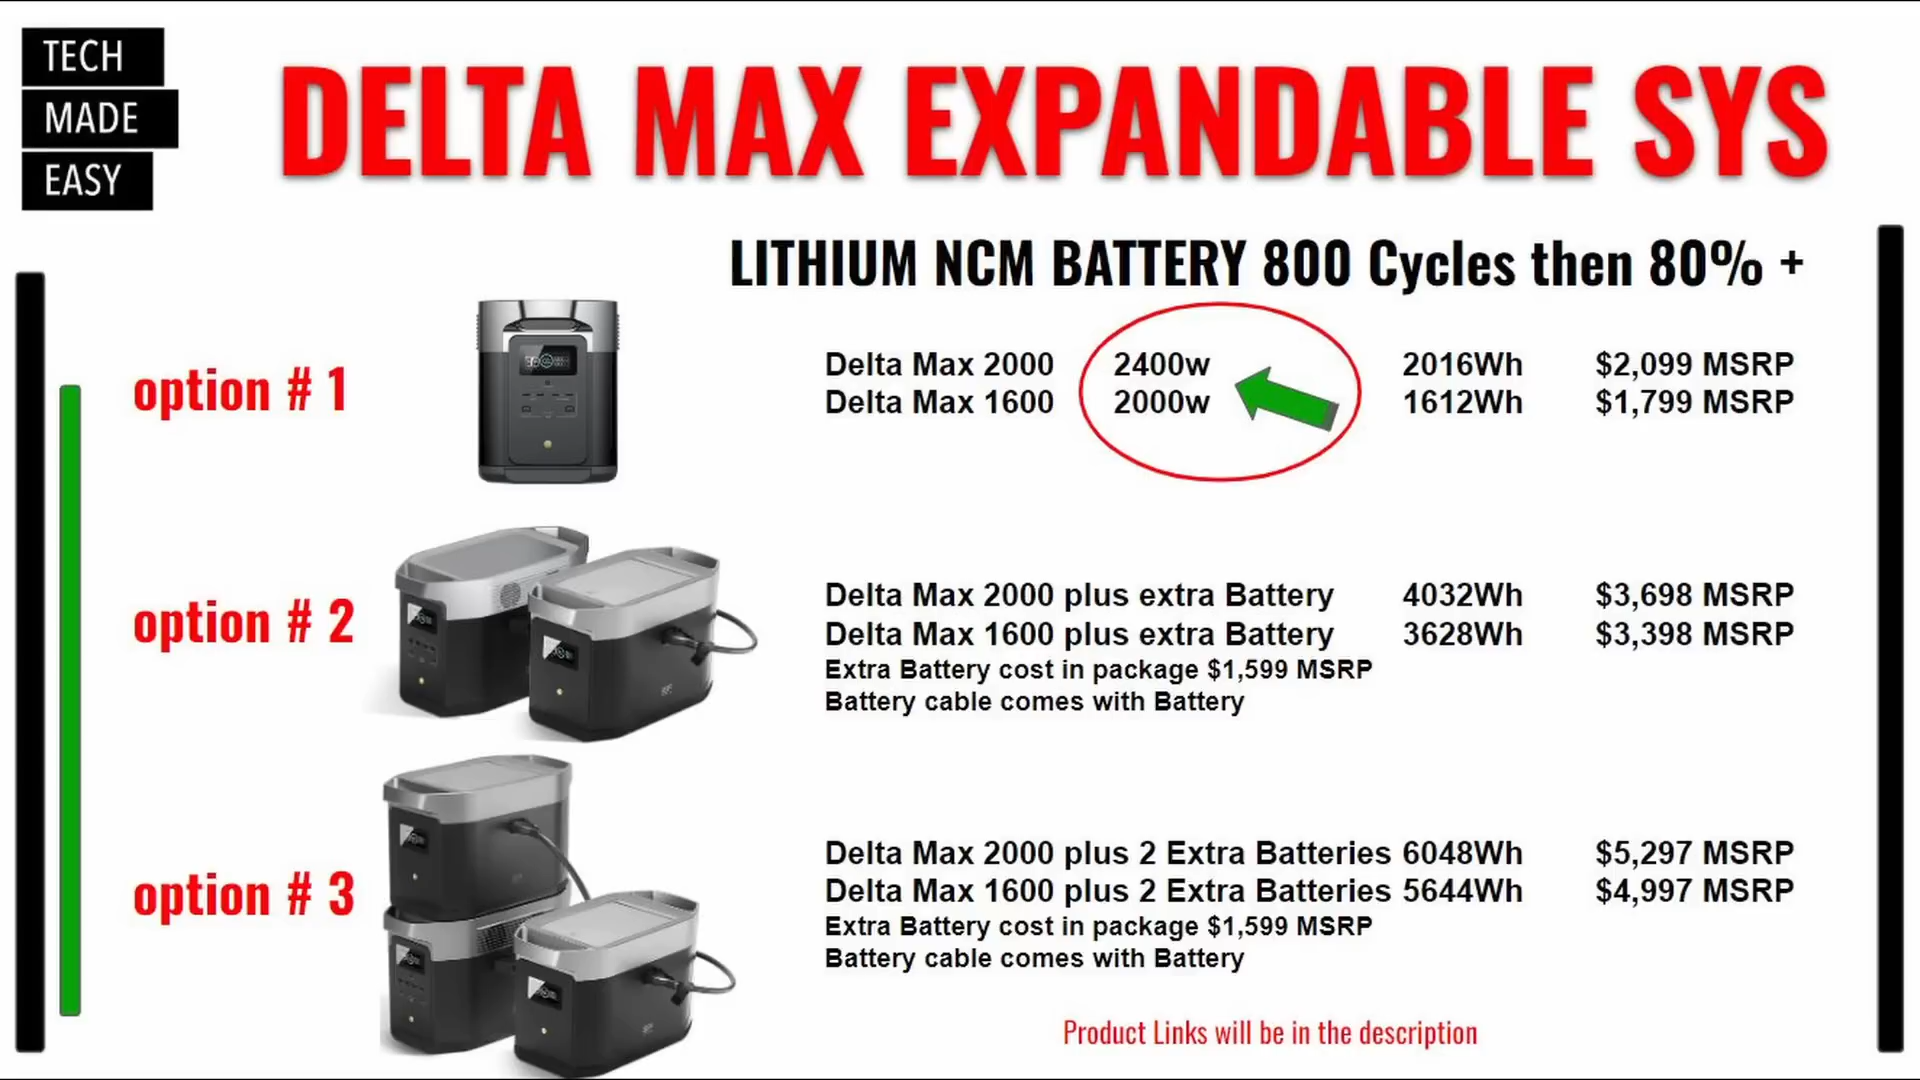 TECH
MADE
EASY
DELTA MAX EXPANDABLE SYS
LITHIUM NCM BATTERY 800 Cycles then 80% +
option # 1
Delta Max 2000 2400w 2016Wh $2,099 MSRP
Delta Max 1600 2000w 1612Wh $1,799 MSRP
option # 2
Delta Max 2000 plus extra Battery 4032Wh $3,698 MSRP
Delta Max 1600 plus extra Battery 3628Wh $3,398 MSRP
Extra Battery cost in package $1,599 MSRP
Battery cable comes with Battery
option # 3
Delta Max 2000 plus 2 Extra Batteries 6048Wh $5,297 MSRP
Delta Max 1600 plus 2 Extra Batteries 5644Wh $4,997 MSRP
Extra Battery cost in package $1,599 MSRP
Battery cable comes with Battery
Product Links will be in the description